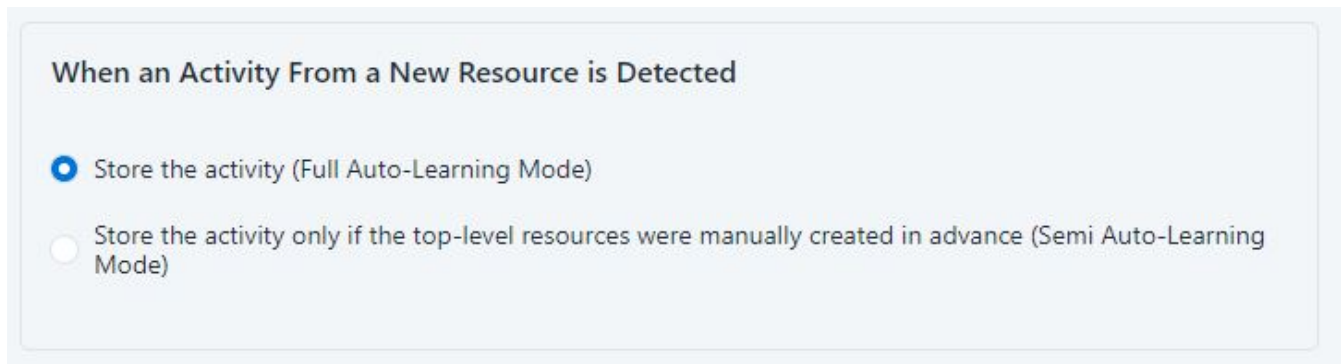 When an Activity From a New Resource is Detected
Store the activity (Full Auto-Learning Mode)
Store the activity only if the top-level resources were manually created in advance (Semi Auto-Learning
Mode)